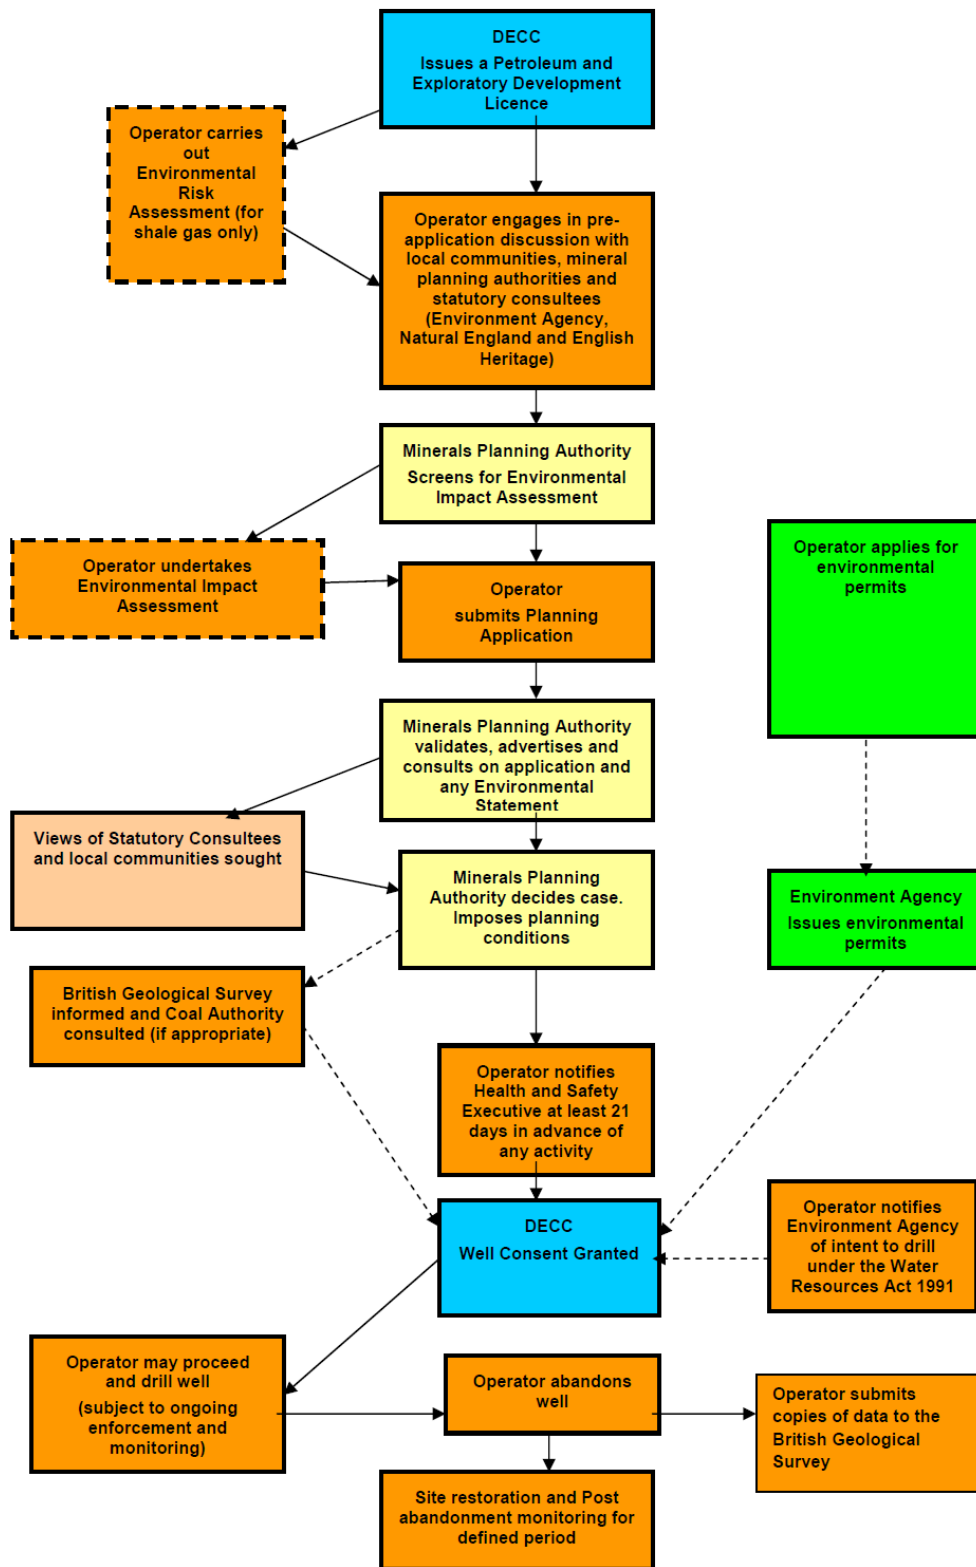 DECC
Issues a Petroleum and
Exploratory Development
Licence
Operator carries
out
Environmental
Risk
Assessment (for
shale gas only)
Operator engages in pre-
application discussion with
local communities, mineral
planning authorities and
statutory consultees
(Environment Agency,
Natural England and English
Heritage)
Minerals Planning Authority
Screens for Environmental
Impact Assessment
Operator undertakes
Environmental Impact
Assessment
Operator
submits Planning
Application
Operator applies for
environmental
permits
Minerals Planning Authority
validates, advertises and
consults on application and
any Environmental
Statement
Views of Statutory Consultees
and local communities sought
Minerals Planning
Authority decides case.
Imposes planning
conditions
Environment Agency
Issues environmental
permits
British Geological Survey
informed and Coal Authority
consulted (if appropriate)
Operator notifies
Health and Safety
Executive at least 21
days in advance of
any activity
DECC
Well Consent Granted
Operator notifies
Environment Agency
of intent to drill
under the Water
Resources Act 1991
Operator may proceed
and drill well
(subject to ongoing
enforcement and
monitoring)
Operator abandons
well
Operator submits
copies of data to the
British Geological
Survey
Site restoration and Post
abandonment monitoring for
defined period